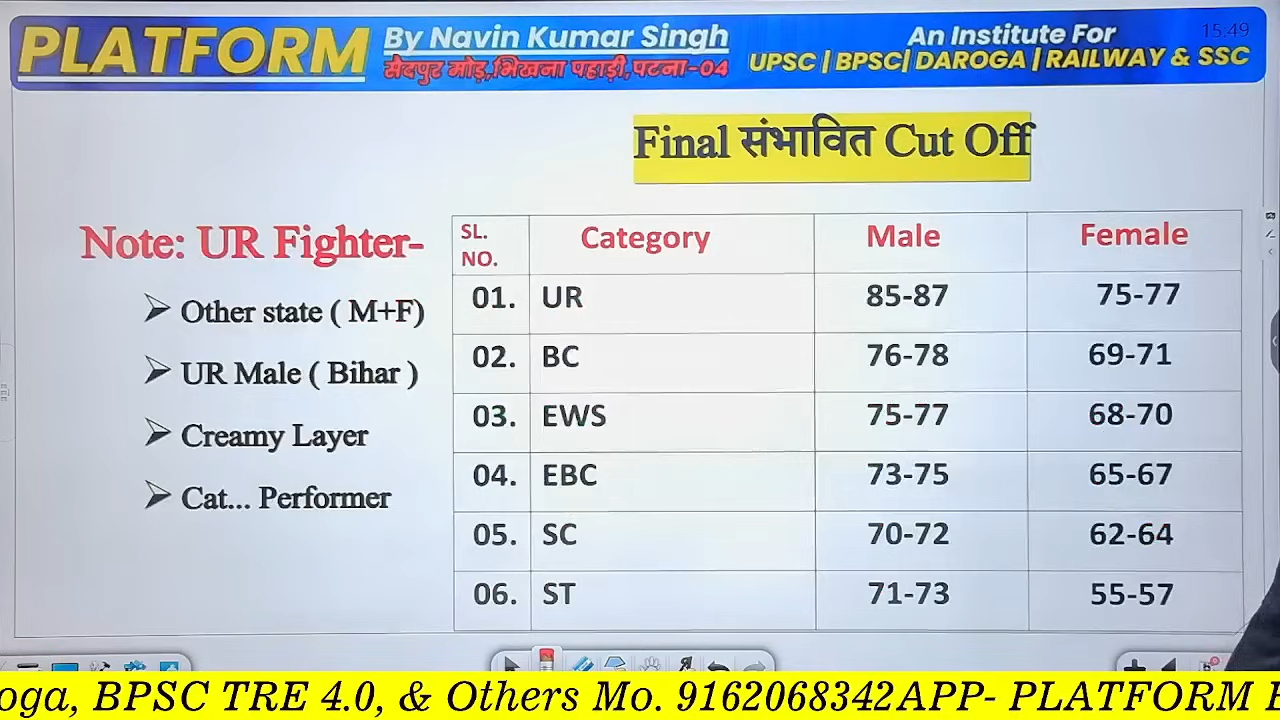 PLATFORM
By Navin Kumar Singh
सैदपुर मोड़,भिखना पहाड़ी,पटना-04
An Institute For
15:49
UPSC | BPSC| DAROGA | RAILWAY & SSC
Final संभावित Cut Off
Note: UR Fighter-
Other state ( M+F)
UR Male ( Bihar )
Creamy Layer
Cat... Performer
SL. NO. Category Male Female
01. UR 85-87 75-77
02. BC 76-78 69-71
03. EWS 75-77 68-70
04. EBC 73-75 65-67
05. SC 70-72 62-64
06. ST 71-73 55-57
oga, BPSC TRE 4.0, & Others Mo. 9162068342APP- PLATFORM